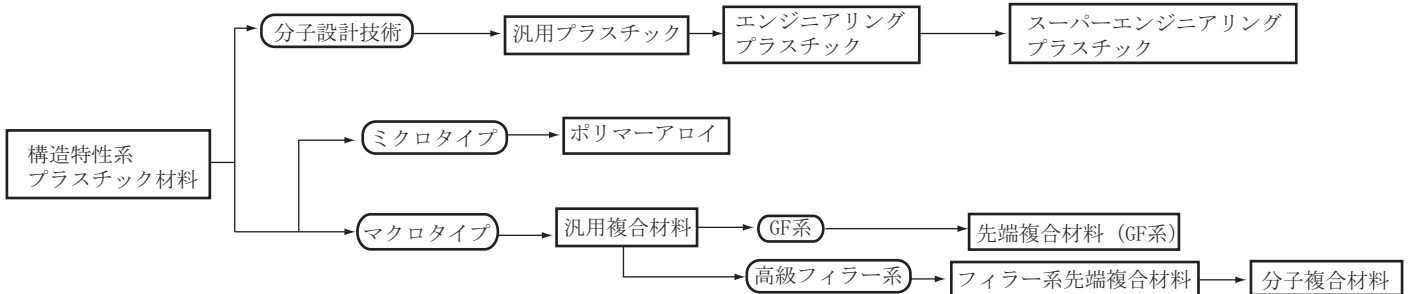 分子設計技術
汎用プラスチック
エンジニアリング
プラスチック
スーパーエンジニアリング
プラスチック
構造特性系
プラスチック材料
ミクロタイプ
ポリマーアロイ
マクロタイプ
汎用複合材料
GF系
先端複合材料 (GF系)
高級フィラー系
フィラー系先端複合材料
分子複合材料